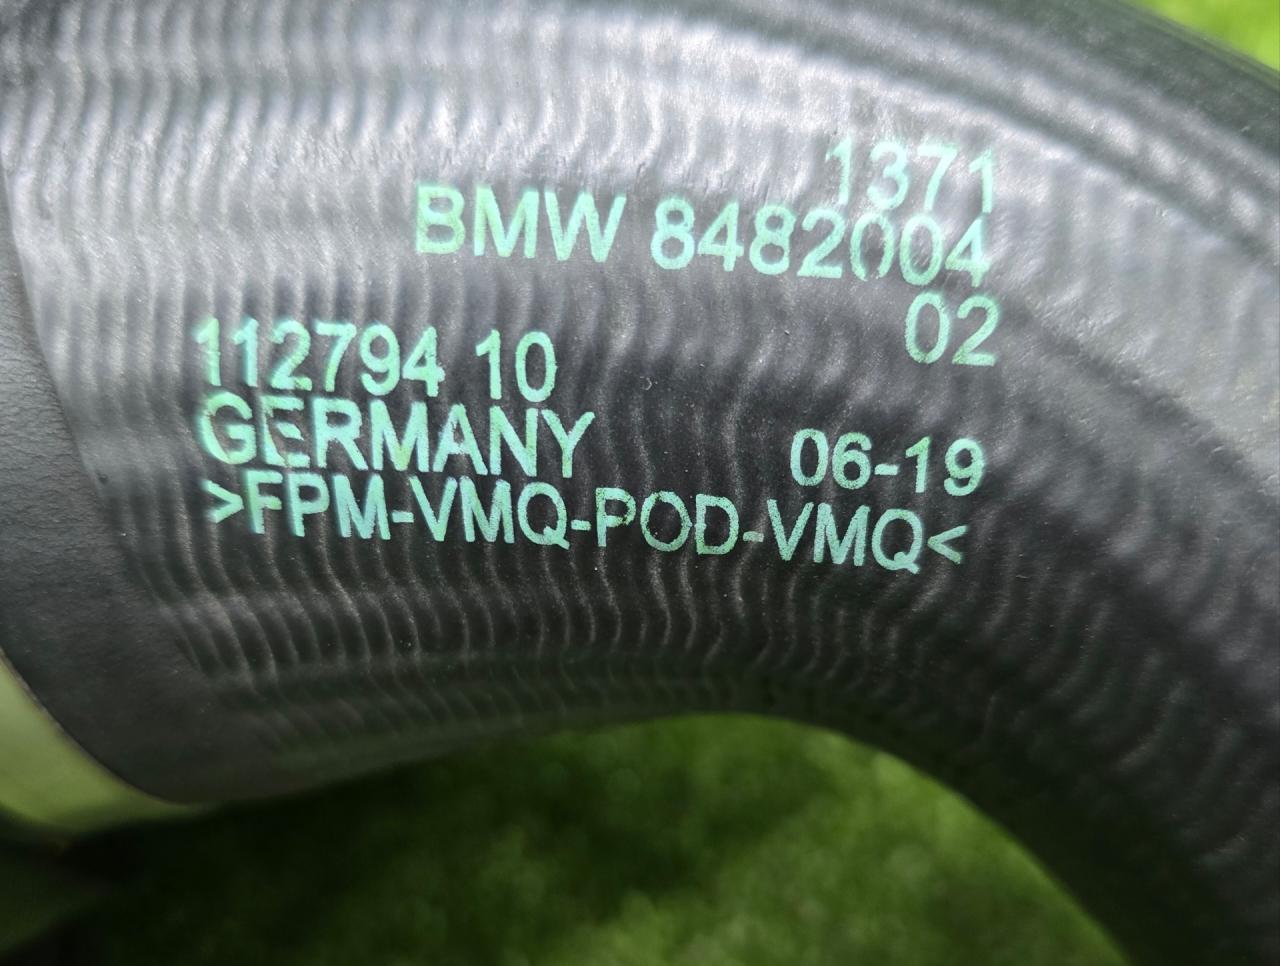 1371
BMW 8482004
02
112794 10
GERMANY 06-19
>FPM-VMQ-POD-VMQ<